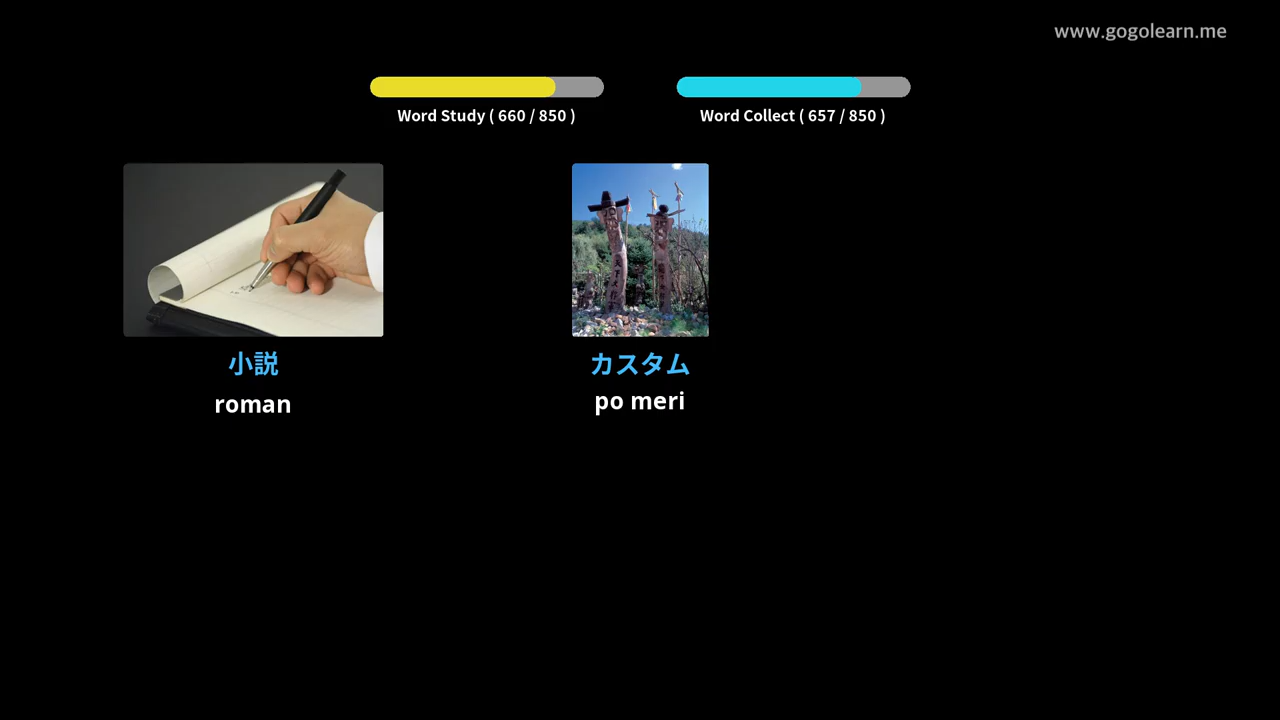 www.gogolearn.me
Word Study ( 660 / 850 )
Word Collect ( 657 / 850 )
小説
roman
カスタム
po meri